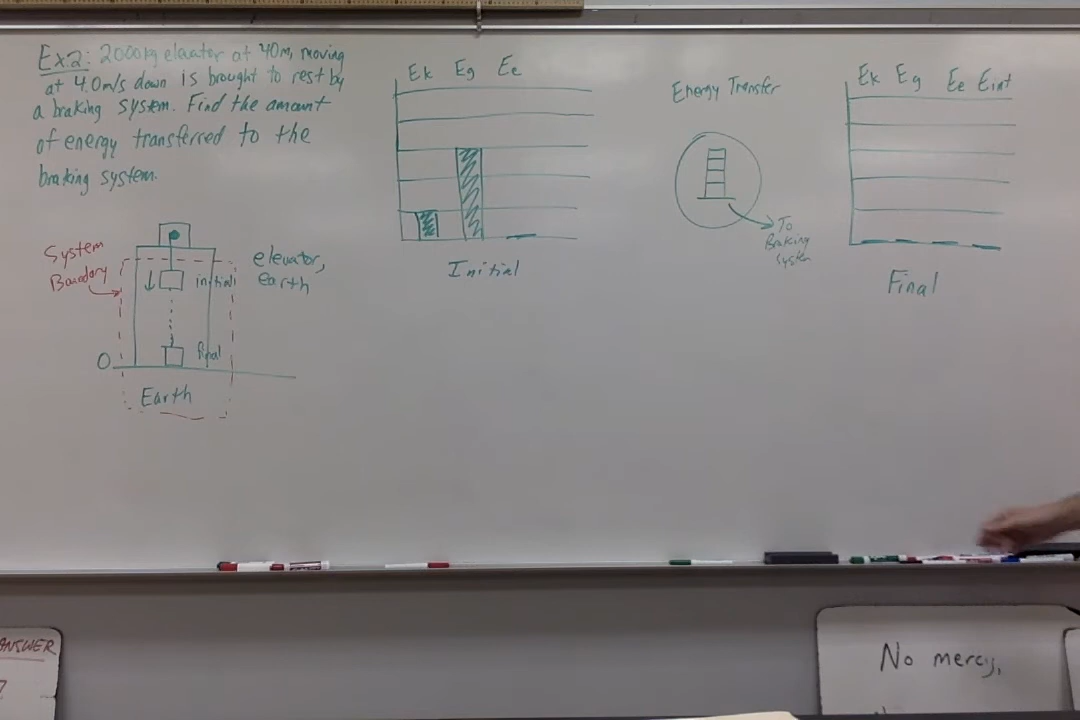 Ex.2: 2000kg elevator at 40m, moving
at 4.0m/s down is brought to rest by
a braking system. Find the amount
of energy transferred to the
braking system.
Ek Eg Ee
Initial
Energy Transfer
To
Braking
System
Ek Eg Ee Eint
Final
System
Boundary
initial
elevator,
earth
final
0
Earth
ANSWER
No mercy,